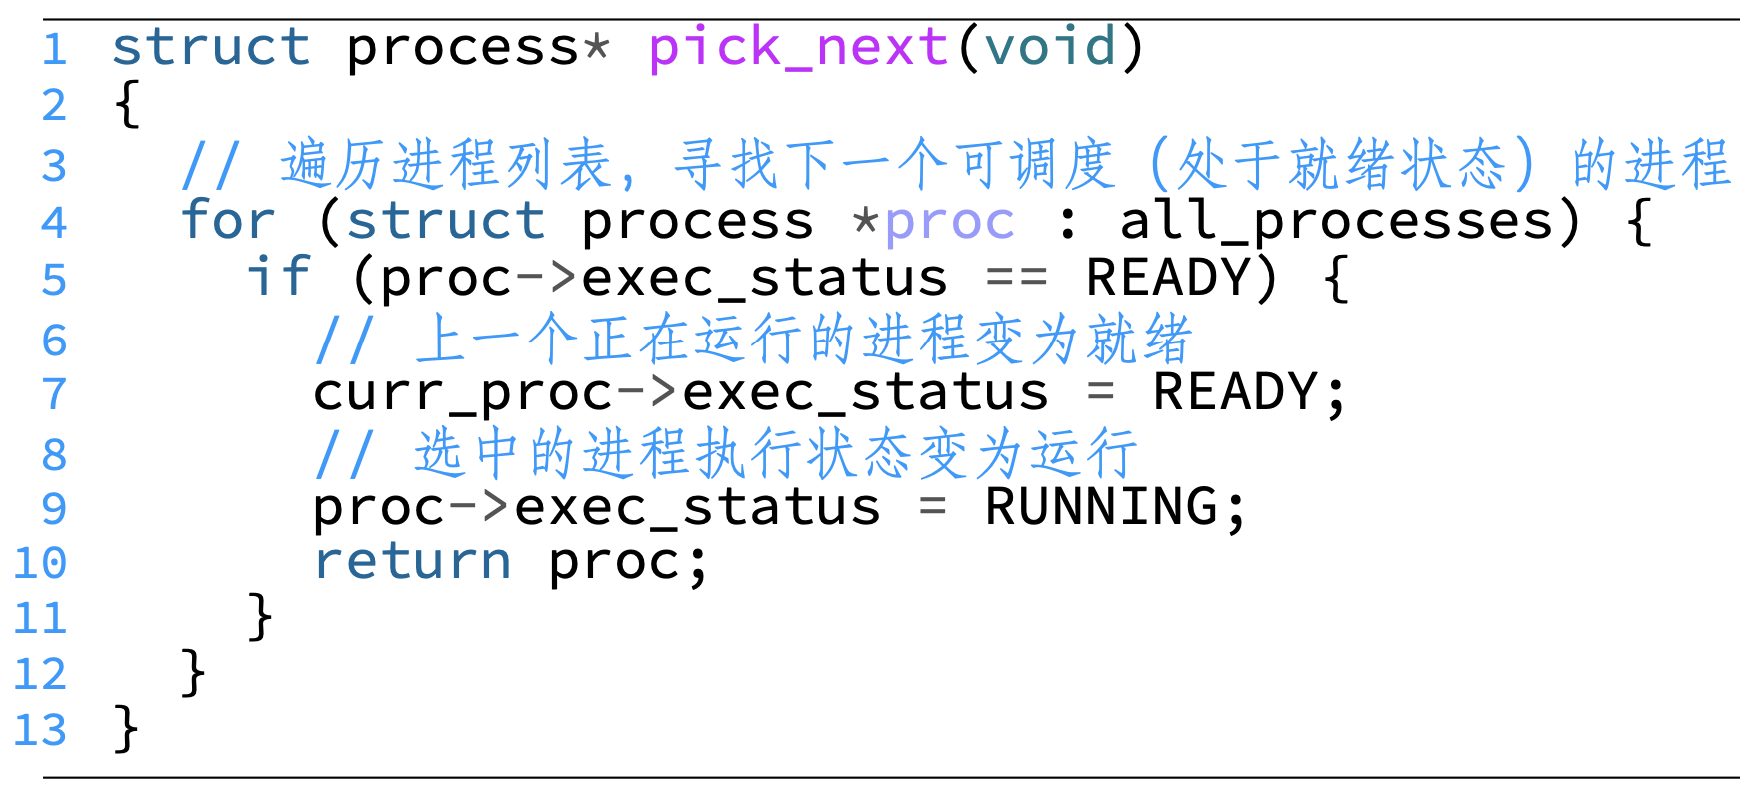 1 struct process* pick_next(void)
2 {
3 // 遍历进程列表，寻找下一个可调度（处于就绪状态）的进程
4 for (struct process *proc : all_processes) {
5 if (proc->exec_status == READY) {
6 // 上一个正在运行的进程变为就绪
7 curr_proc->exec_status = READY;
8 // 选中的进程执行状态变为运行
9 proc->exec_status = RUNNING;
10 return proc;
11 }
12 }
13 }